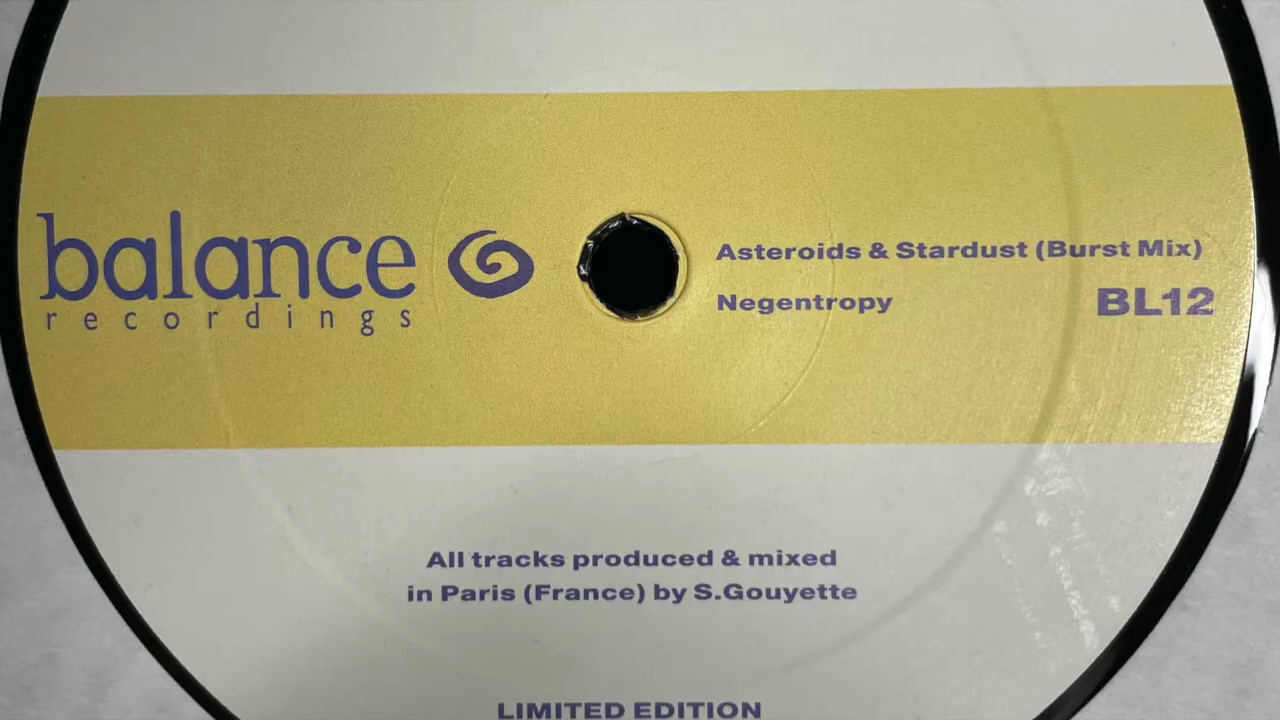 balance
recordings
Asteroids & Stardust (Burst Mix)
Negentropy
BL12
All tracks produced & mixed
in Paris (France) by S.Gouyette
LIMITED EDITION